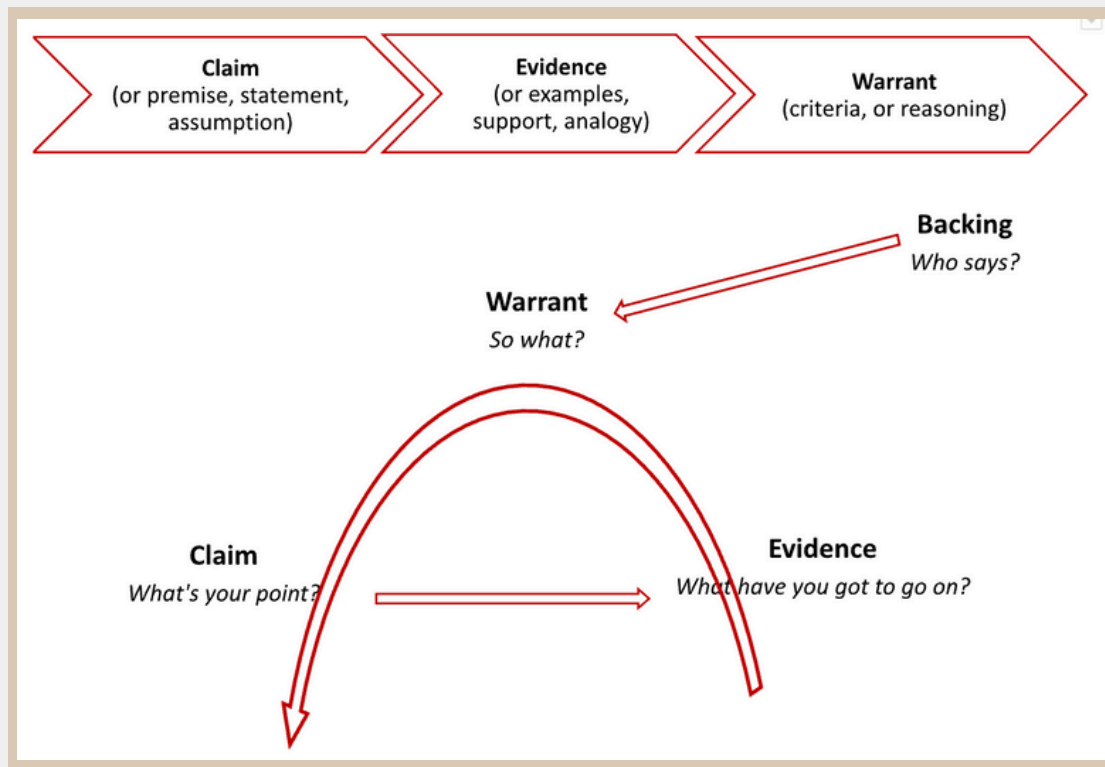 Claim
(or premise, statement,
assumption)
Evidence
(or examples,
support, analogy)
Warrant
(criteria, or reasoning)
Backing
Who says?
Warrant
So what?
Claim
What's your point?
Evidence
What have you got to go on?